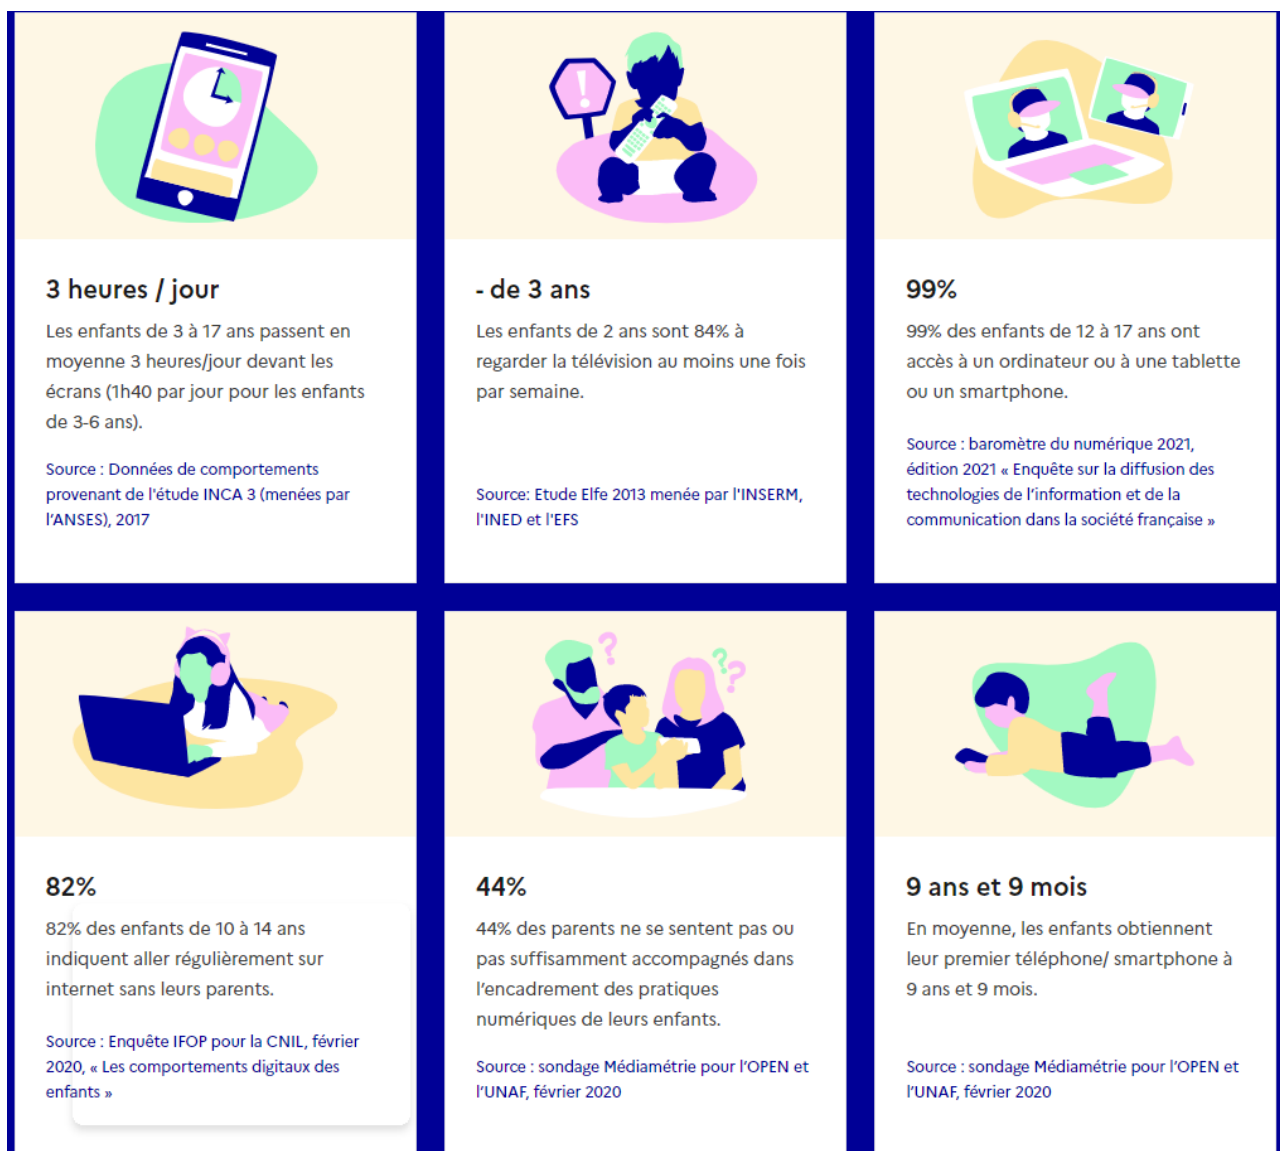 3 heures / jour
Les enfants de 3 à 17 ans passent en
moyenne 3 heures/jour devant les
écrans (1h40 par jour pour les enfants
de 3-6 ans).
Source : Données de comportements
provenant de l'étude INCA 3 (menées par
l'ANSES), 2017
- de 3 ans
Les enfants de 2 ans sont 84% à
regarder la télévision au moins une fois
par semaine.
Source: Etude Elfe 2013 menée par l'INSERM,
l'INED et l'EFS
99%
99% des enfants de 12 à 17 ans ont
accès à un ordinateur ou à une tablette
ou un smartphone.
Source : baromètre du numérique 2021,
édition 2021 « Enquête sur la diffusion des
technologies de l'information et de la
communication dans la société française »
82%
82% des enfants de 10 à 14 ans
indiquent aller régulièrement sur
internet sans leurs parents.
Source : Enquête IFOP pour la CNIL, février
2020, « Les comportements digitaux des
enfants »
44%
44% des parents ne se sentent pas ou
pas suffisamment accompagnés dans
l'encadrement des pratiques
numériques de leurs enfants.
Source : sondage Médiamétrie pour l'OPEN et
l'UNAF, février 2020
9 ans et 9 mois
En moyenne, les enfants obtiennent
leur premier téléphone/ smartphone à
9 ans et 9 mois.
Source : sondage Médiamétrie pour l'OPEN et
l'UNAF, février 2020